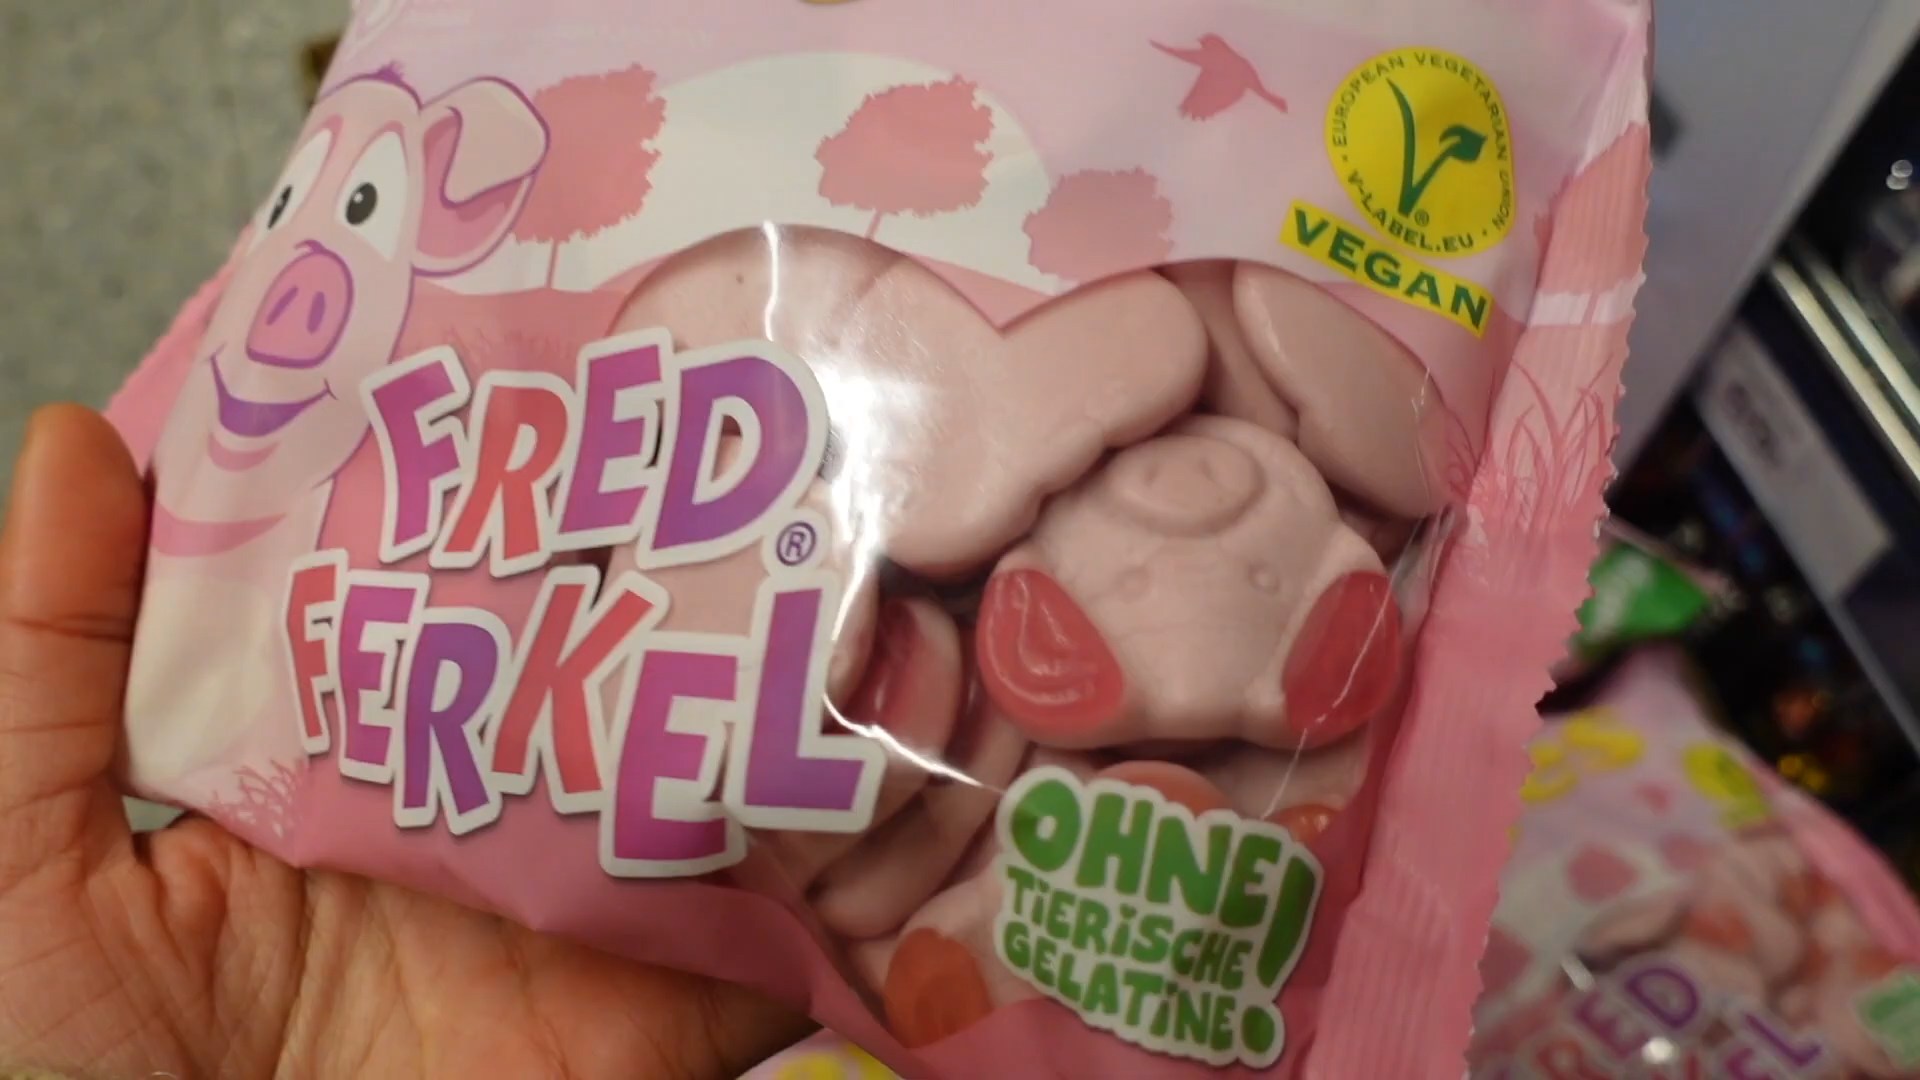 EUROPEAN VEGETARIAN UNION
V-LABEL.EU
®
VEGAN
FRED
®
FERKEL
OHNE!
TiERiSCHE
GELATiNE